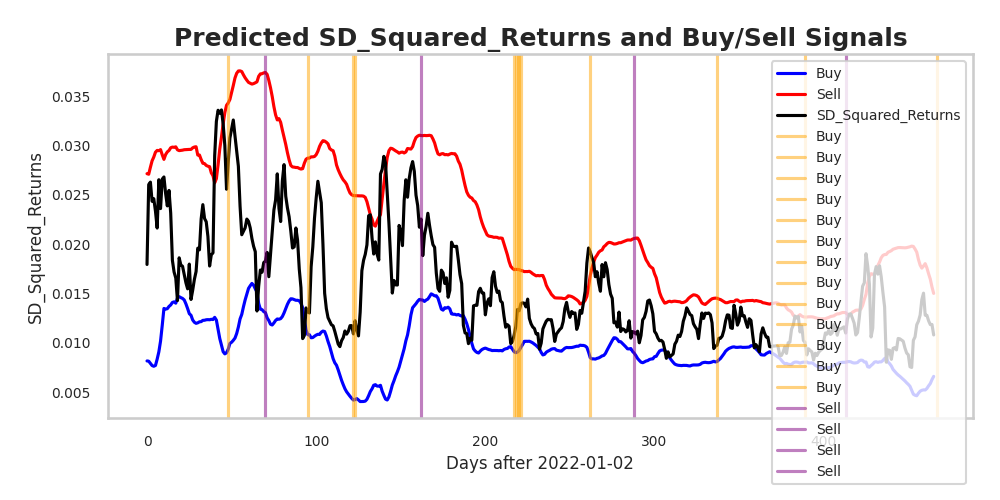 Predicted SD_Squared_Returns and Buy/Sell Signals
SD_Squared_Returns
0.035
0.030
0.025
0.020
0.015
0.010
0.005
0
100
200
300
400
Days after 2022-01-02
Buy
Sell
SD_Squared_Returns
Buy
Buy
Buy
Buy
Buy
Buy
Buy
Buy
Buy
Buy
Buy
Buy
Buy
Sell
Sell
Sell
Sell